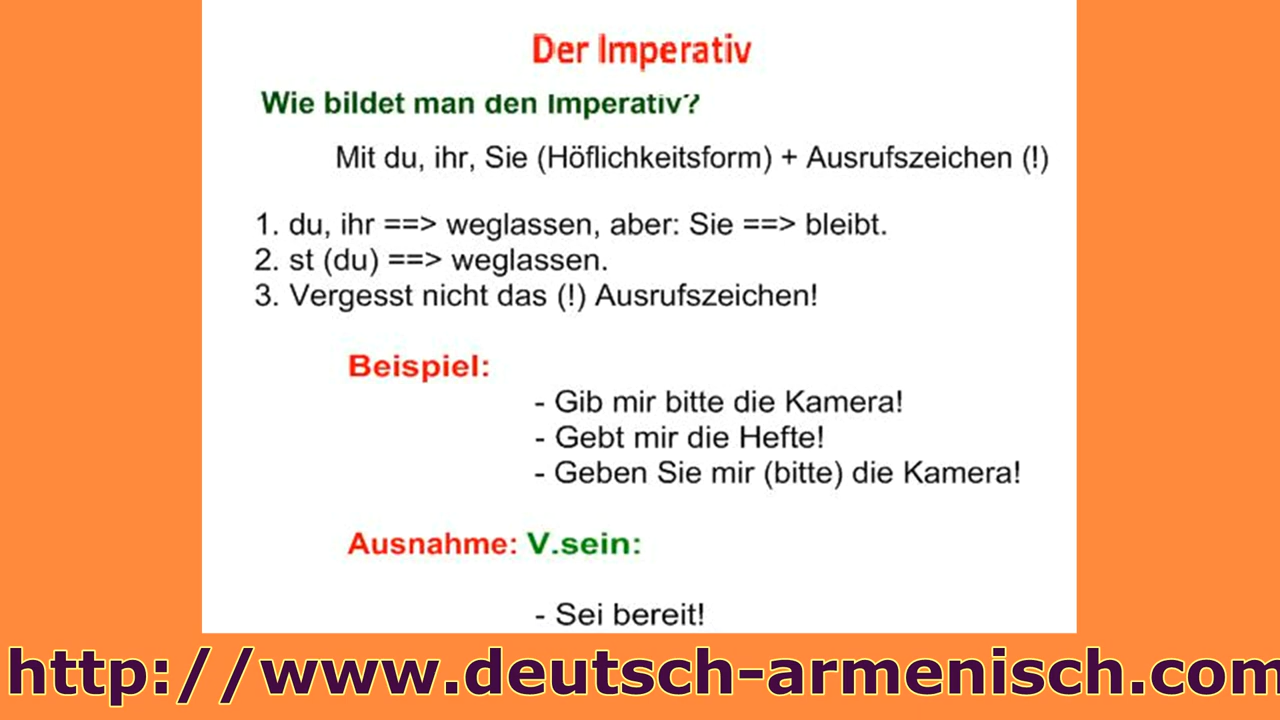 Der Imperativ
Wie bildet man den Imperativ?
Mit du, ihr, Sie (Höflichkeitsform) + Ausrufszeichen (!)
1. du, ihr ==> weglassen, aber: Sie ==> bleibt.
2. st (du) ==> weglassen.
3. Vergesst nicht das (!) Ausrufszeichen!
Beispiel:
- Gib mir bitte die Kamera!
- Gebt mir die Hefte!
- Geben Sie mir (bitte) die Kamera!
Ausnahme: V.sein:
- Sei bereit!
http://www.deutsch-armenisch.com